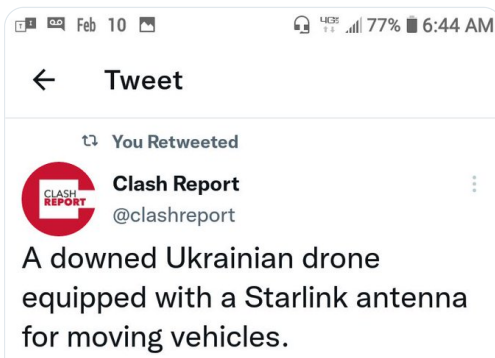 Feb 10 4G 77% 6:44 AM
Tweet
You Retweeted
CLASH
REPORT
Clash Report
@clashreport
A downed Ukrainian drone
equipped with a Starlink antenna
for moving vehicles.